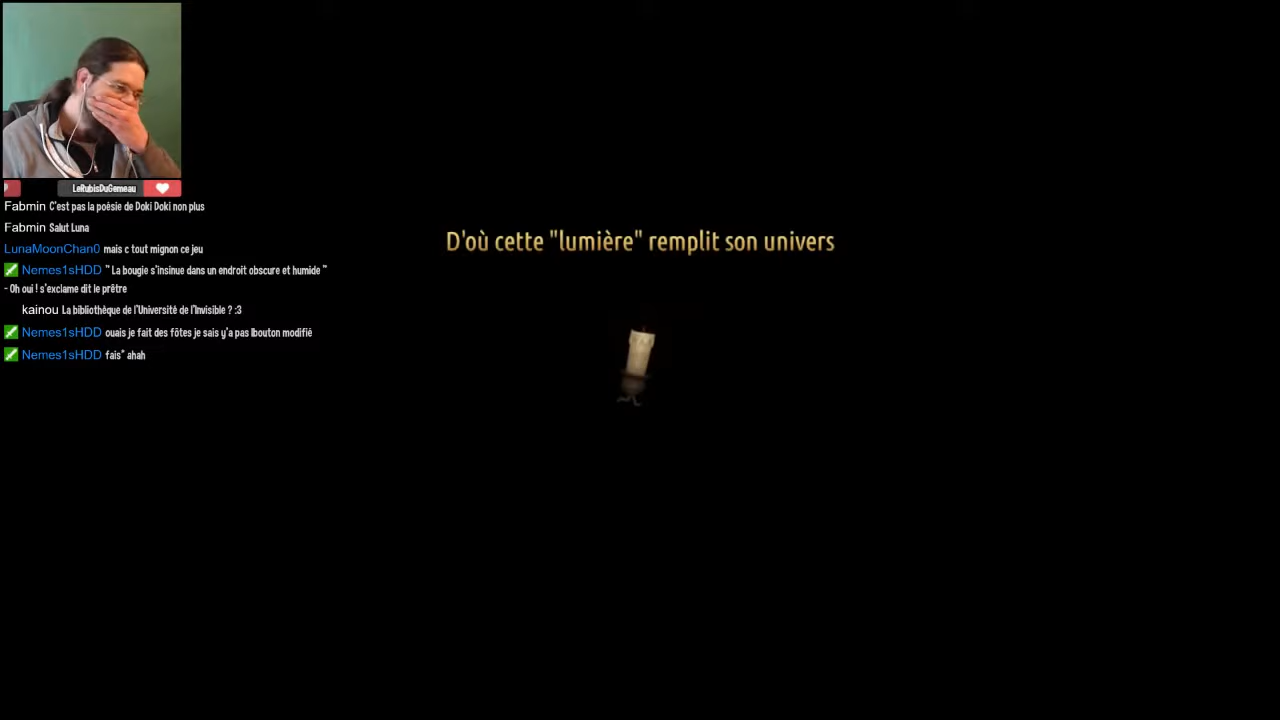 LeRubisDuGemeau
Fabmin C'est pas la poèsie de Doki Doki non plus
Fabmin Salut Luna
LunaMoonChan0 mais c tout mignon ce jeu
Nemes1sHDD " La bougie s'insinue dans un endroit obscure et humide "
- Oh oui ! s'exclame dit le prêtre
kainou La bibliothèque de l'Université de l'Invisible ? :3
Nemes1sHDD ouais je fait des fôtes je sais y'a pas lbouton modifié
Nemes1sHDD fais* ahah
D'où cette "lumière" remplit son univers